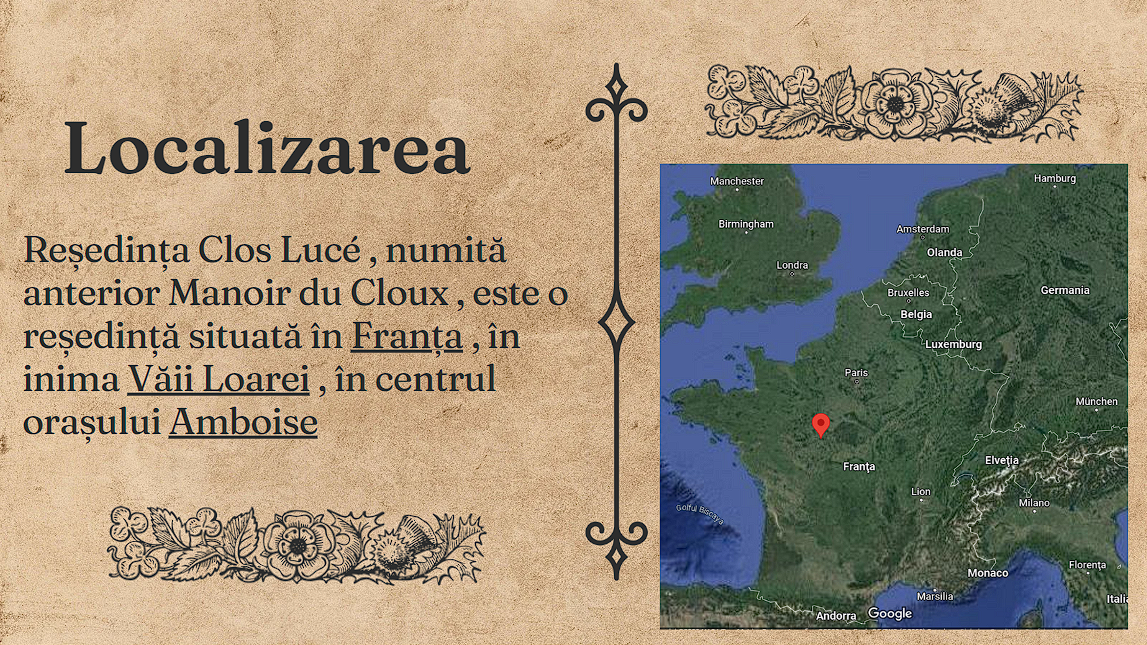 Localizarea
Reședința Clos Lucé , numită
anterior Manoir du Cloux , este o
reședință situată în Franța , în
inima Văii Loarei , în centrul
orașului Amboise
Manchester
Hamburg
Birmingham
Amsterdam
Olanda
Londra
Bruxelles
Germania
Belgia
Luxemburg
Paris
München
Franța
Elveția
Lion
Milano
Golful Biscaya
Monaco
Florența
Marsilia
Italia
Andorra
Google